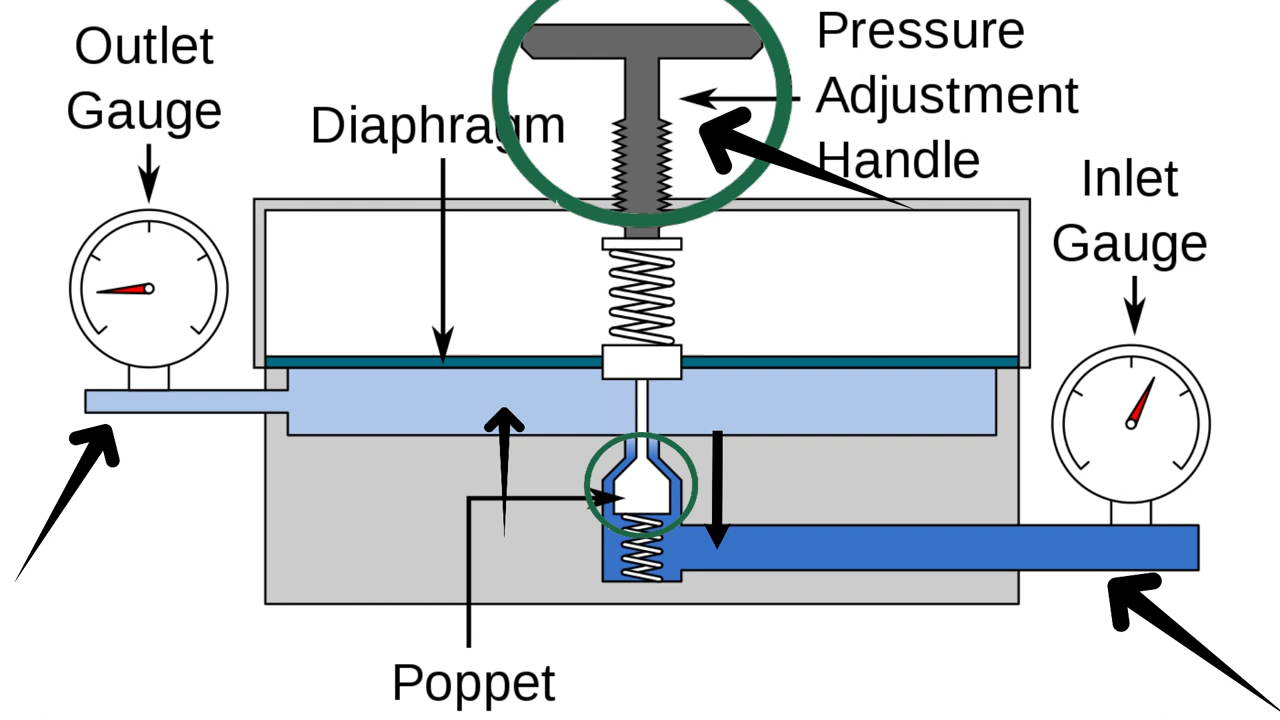 Outlet
Gauge
Diaphragm
Pressure
Adjustment
Handle
Inlet
Gauge
Poppet